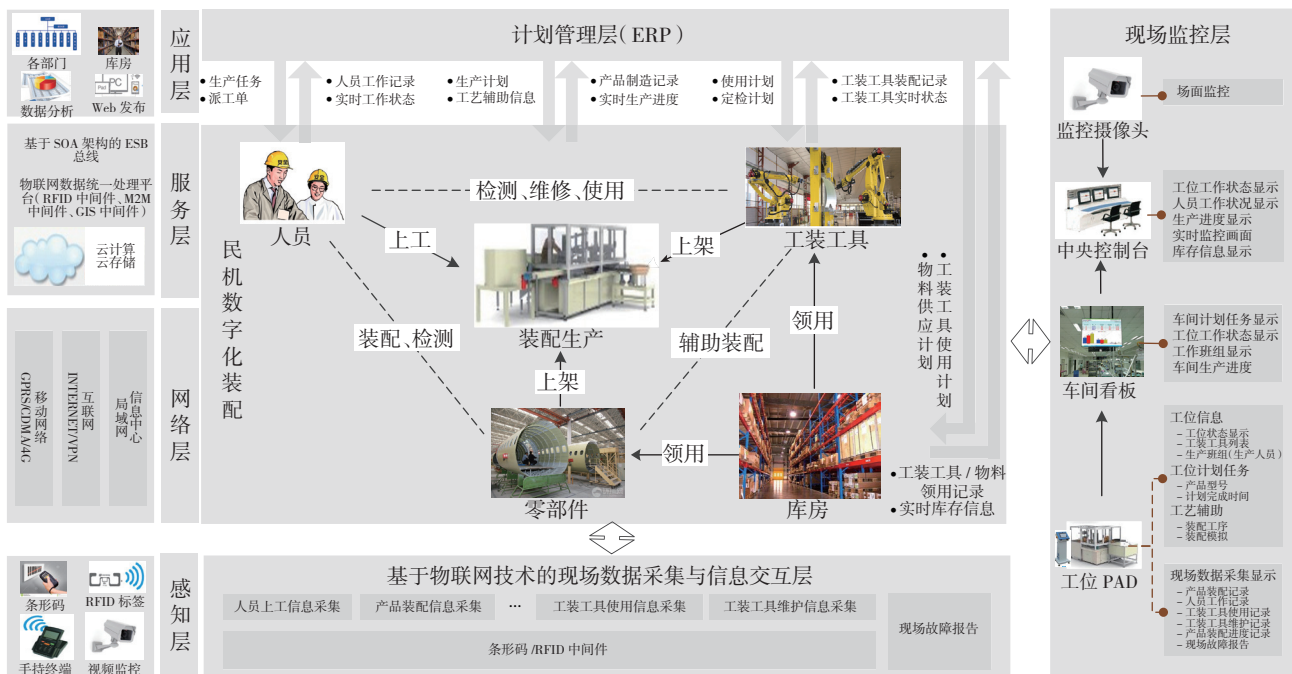 各部门
库房
数据分析
Web 发布
应用层
计划管理层(ERP)
•生产任务
•派工单
•人员工作记录
•实时工作状态
•生产计划
•工艺辅助信息
•产品制造记录
•实时生产进度
•使用计划
•定检计划
•工装工具装配记录
•工装工具实时状态
基于 SOA 架构的 ESB
总线
物联网数据统一处理平
台(RFID 中间件、M2M
中间件、GIS 中间件)
云计算
云存储
服务层
民机数字化装配
人员
检测、维修、使用
工装工具
上工
上架
装配生产
装配、检测
辅助装配
领用
上架
零部件
领用
库房
•工装工具使用计划
•物料供应计划
•工装工具/物料
领用记录
•实时库存信息
移动网络
GPRS/CDMA/4G
互联网
INTERNET/VPN
信息中心
局域网
网络层
条形码
RFID 标签
手持终端
视频监控
感知层
基于物联网技术的现场数据采集与信息交互层
人员上工信息采集
产品装配信息采集
…
工装工具使用信息采集
工装工具维护信息采集
条形码/RFID 中间件
现场故障报告
现场监控层
监控摄像头
场面监控
中央控制台
工位工作状态显示
人员工作状况显示
生产进度显示
实时监控画面
库存信息显示
车间看板
车间计划任务显示
工位工作状态显示
工作班组显示
车间生产进度
工位 PAD
工位信息
– 工位状态显示
– 工装工具列表
– 生产班组(生产人员)
工位计划任务
– 产品型号
– 计划完成时间
工艺辅助
– 装配工序
– 装配模拟
现场数据采集显示
– 产品装配记录
– 人员工作记录
– 工装工具使用记录
– 工装工具维护记录
– 产品装配进度记录
– 现场故障报告